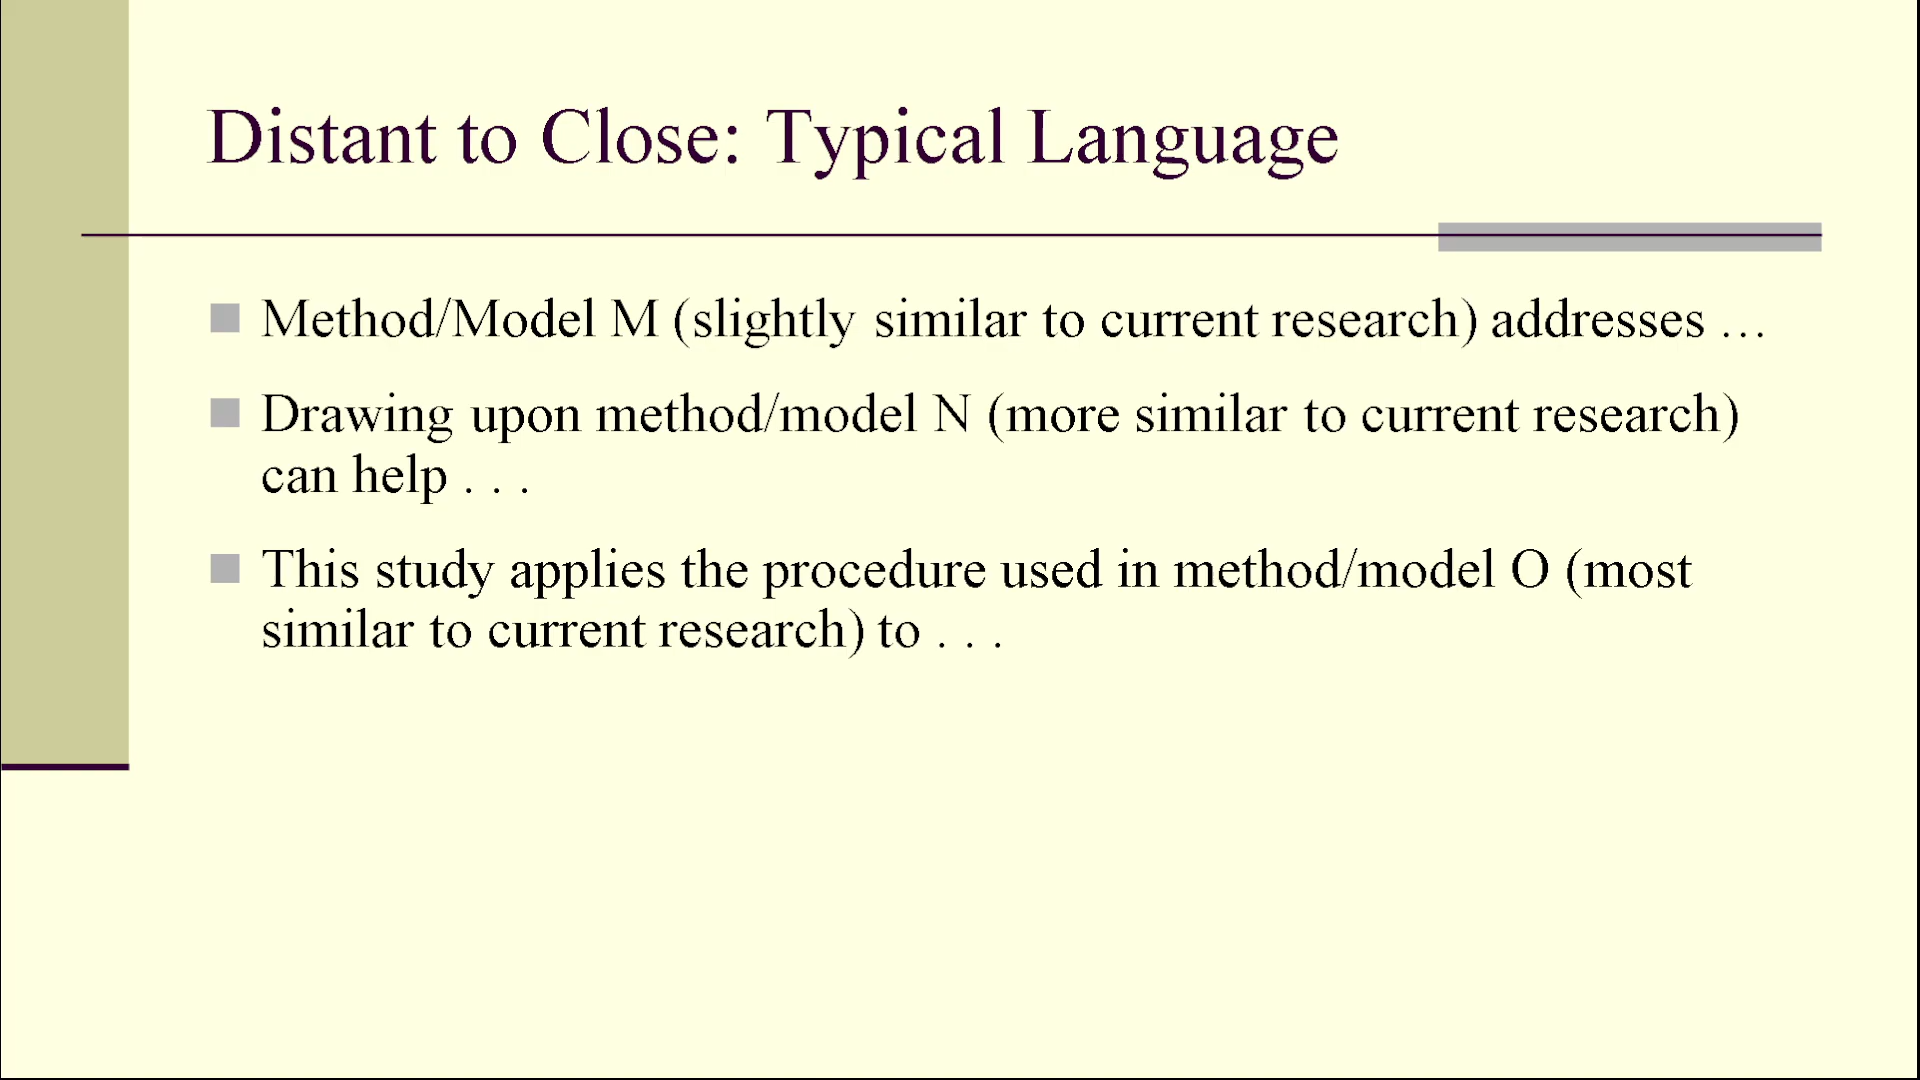 Distant to Close: Typical Language
Method/Model M (slightly similar to current research) addresses …
Drawing upon method/model N (more similar to current research)
can help . . .
This study applies the procedure used in method/model O (most
similar to current research) to . . .